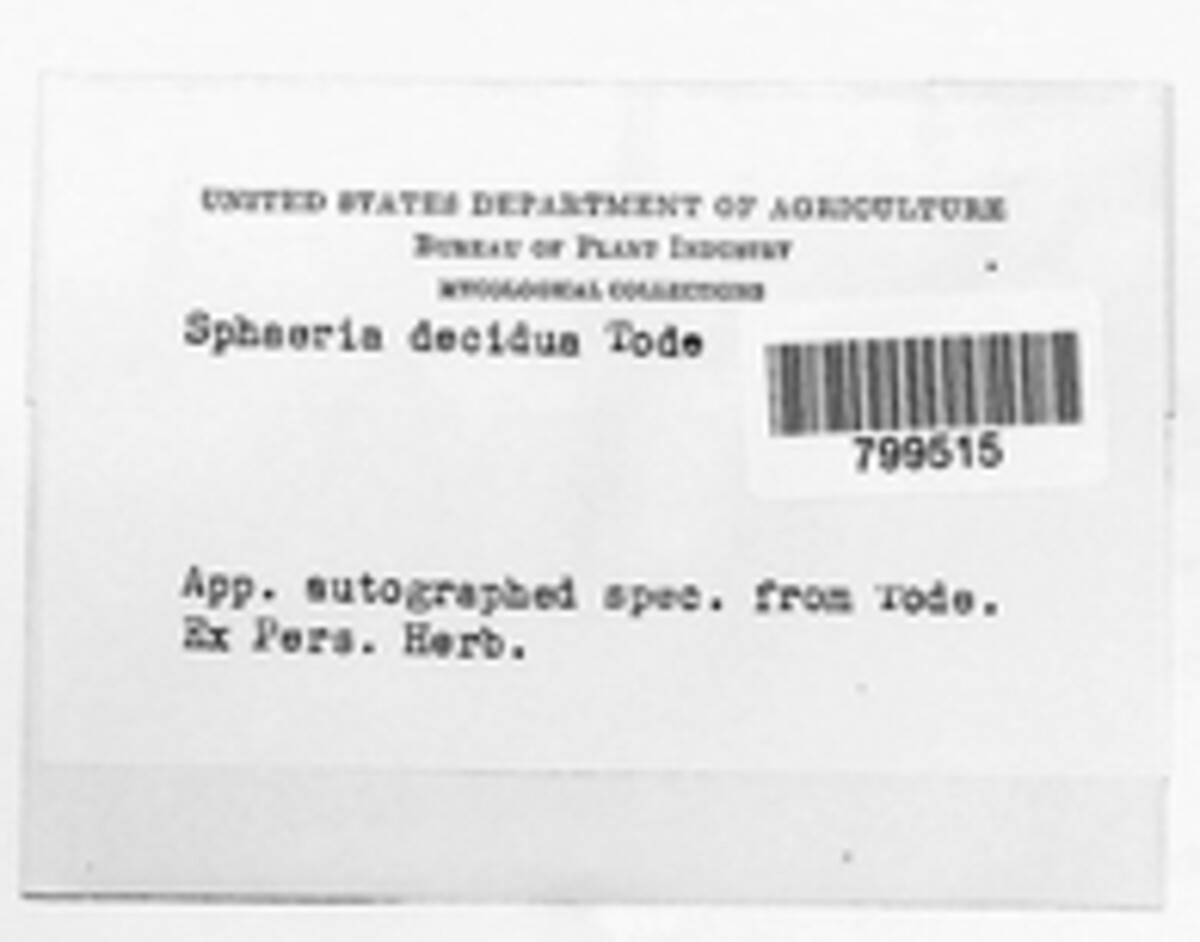 UNITED STATES DEPARTMENT OF AGRICULTURE
BUREAU OF PLANT INDUSTRY
MYCOLOGICAL COLLECTIONS
Sphaeria decidua Tode
799515
App. autographed spec. from Tode.
Ex Pers. Herb.